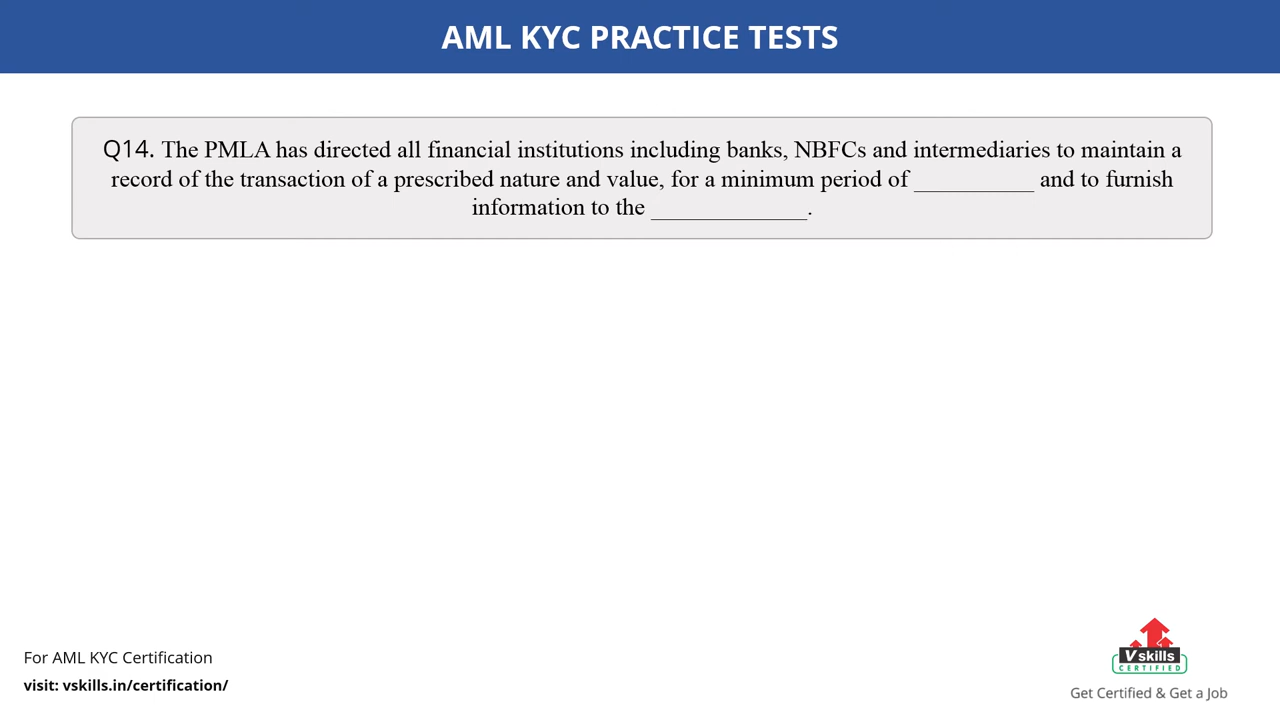 AML KYC PRACTICE TESTS
Q14. The PMLA has directed all financial institutions including banks, NBFCs and intermediaries to maintain a
record of the transaction of a prescribed nature and value, for a minimum period of __________ and to furnish
information to the _____________.
For AML KYC Certification
visit: vskills.in/certification/
Vskills
CERTIFIED
Get Certified & Get a Job